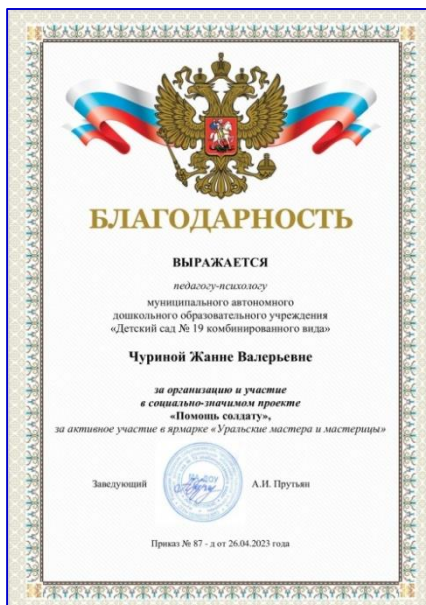 БЛАГОДАРНОСТЬ
ВЫРАЖАЕТСЯ
педагогу-психологу
муниципального автономного
дошкольного образовательного учреждения
«Детский сад № 19 комбинированного вида»
Чуриной Жанне Валерьевне
за организацию и участие
в социально-значимом проекте
«Помощь солдату»,
за активное участие в ярмарке «Уральские мастера и мастерицы»
Заведующий А.И. Прутьян
Приказ № 87 - д от 26.04.2023 года